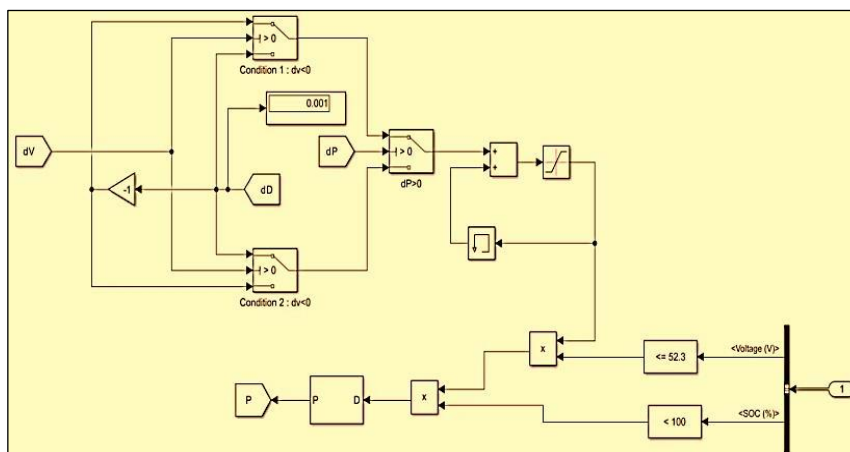 > 0
Condition 1 : dv<0
0.001
dV
dP
> 0
dP>0
+
+
-1
dD
> 0
Condition 2 : dv<0
x
<= 52.3
<Voltage (V)>
1
P
P
D
x
< 100
<SOC (%)>